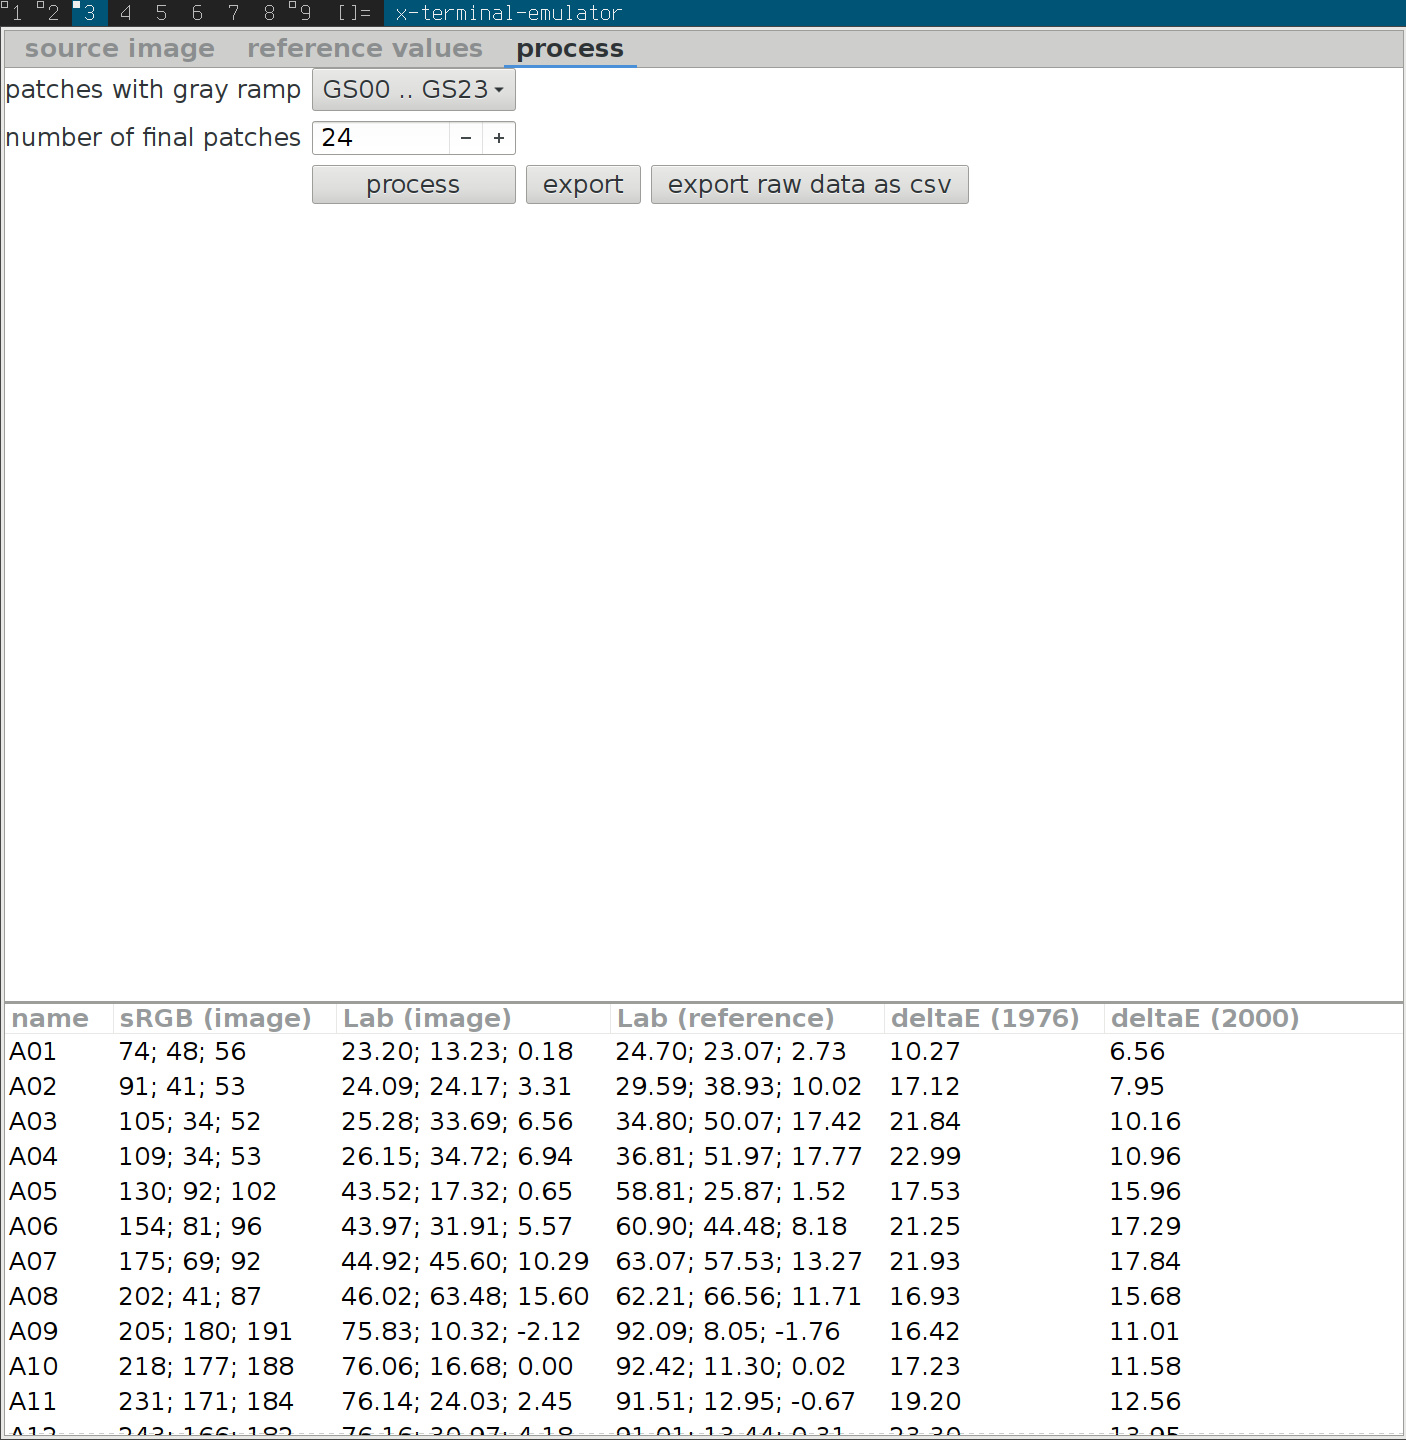 1 2 3 4 5 6 7 8 9 []= x-terminal-emulator
source image reference values process
patches with gray ramp GS00 .. GS23
number of final patches 24 − +
process export export raw data as csv
name sRGB (image) Lab (image) Lab (reference) deltaE (1976) deltaE (2000)
A01 74; 48; 56 23.20; 13.23; 0.18 24.70; 23.07; 2.73 10.27 6.56
A02 91; 41; 53 24.09; 24.17; 3.31 29.59; 38.93; 10.02 17.12 7.95
A03 105; 34; 52 25.28; 33.69; 6.56 34.80; 50.07; 17.42 21.84 10.16
A04 109; 34; 53 26.15; 34.72; 6.94 36.81; 51.97; 17.77 22.99 10.96
A05 130; 92; 102 43.52; 17.32; 0.65 58.81; 25.87; 1.52 17.53 15.96
A06 154; 81; 96 43.97; 31.91; 5.57 60.90; 44.48; 8.18 21.25 17.29
A07 175; 69; 92 44.92; 45.60; 10.29 63.07; 57.53; 13.27 21.93 17.84
A08 202; 41; 87 46.02; 63.48; 15.60 62.21; 66.56; 11.71 16.93 15.68
A09 205; 180; 191 75.83; 10.32; -2.12 92.09; 8.05; -1.76 16.42 11.01
A10 218; 177; 188 76.06; 16.68; 0.00 92.42; 11.30; 0.02 17.23 11.58
A11 231; 171; 184 76.14; 24.03; 2.45 91.51; 12.95; -0.67 19.20 12.56
A12